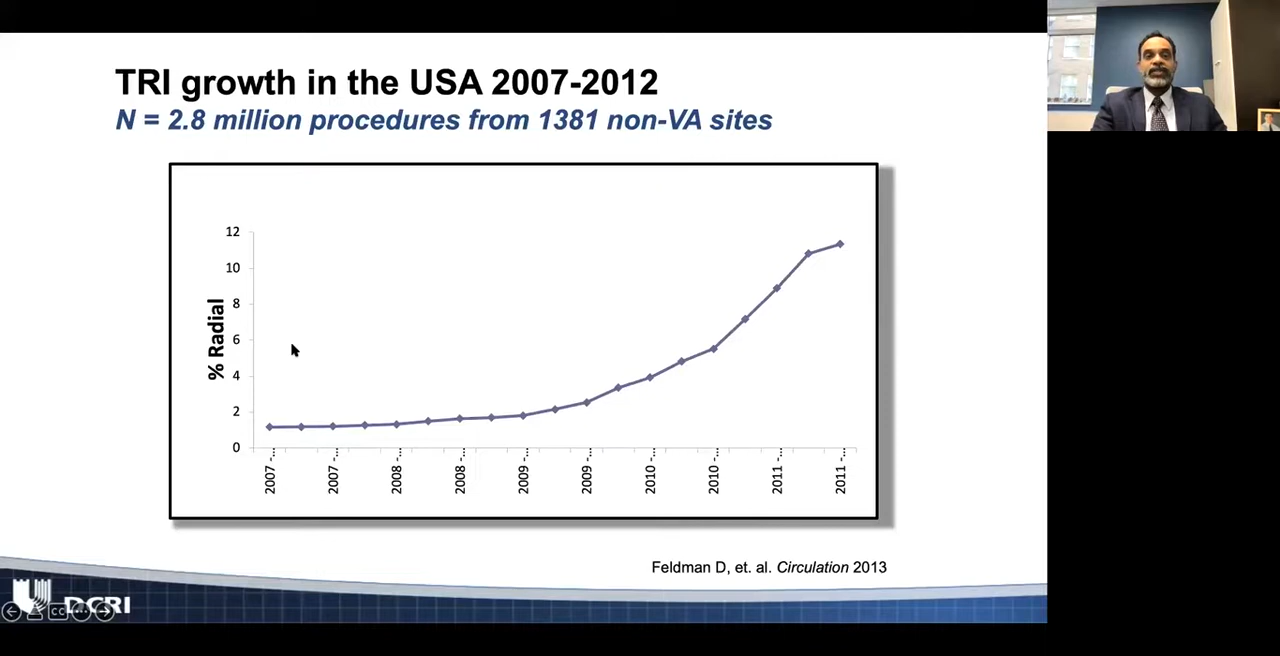 TRI growth in the USA 2007-2012
N = 2.8 million procedures from 1381 non-VA sites
% Radial
12
10
8
6
4
2
0
2007 -...
2007 -...
2008 -...
2008 -...
2009 -...
2009 -...
2010 -...
2010 -...
2011 -...
2011 -...
Feldman D, et. al. Circulation 2013
DCRI
CC